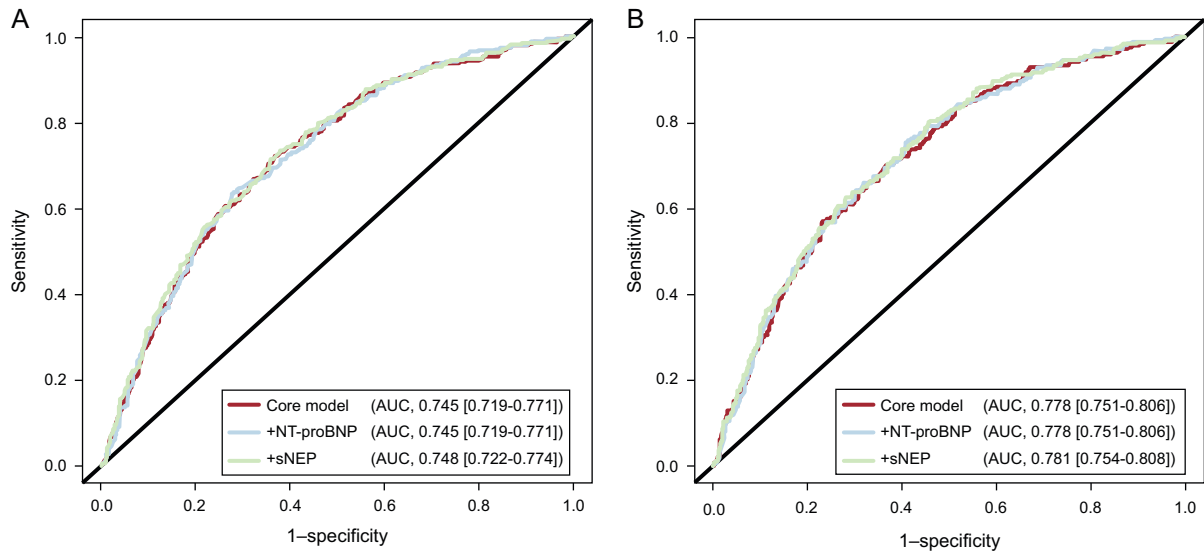 A
Sensitivity
1.0
0.8
0.6
0.4
0.2
0.0
0.0
0.2
0.4
0.6
0.8
1.0
1–specificity
Core model (AUC, 0.745 [0.719-0.771])
+NT-proBNP (AUC, 0.745 [0.719-0.771])
+sNEP (AUC, 0.748 [0.722-0.774])
B
Sensitivity
1.0
0.8
0.6
0.4
0.2
0.0
0.0
0.2
0.4
0.6
0.8
1.0
1–specificity
Core model (AUC, 0.778 [0.751-0.806])
+NT-proBNP (AUC, 0.778 [0.751-0.806])
+sNEP (AUC, 0.781 [0.754-0.808])